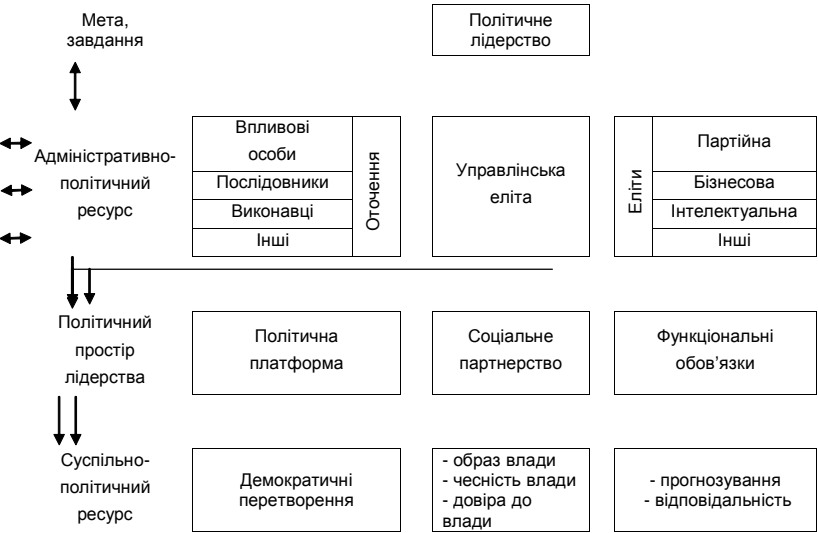 Мета,
завдання
Політичне
лідерство
Адміністративно-
політичний
ресурс
Впливові
особи
Послідовники
Виконавці
Інші
Оточення
Управлінська
еліта
Еліти
Партійна
Бізнесова
Інтелектуальна
Інші
Політичний
простір
лідерства
Політична
платформа
Соціальне
партнерство
Функціональні
обов’язки
Суспільно-
політичний
ресурс
Демократичні
перетворення
- образ влади
- чесність влади
- довіра до
влади
- прогнозування
- відповідальність